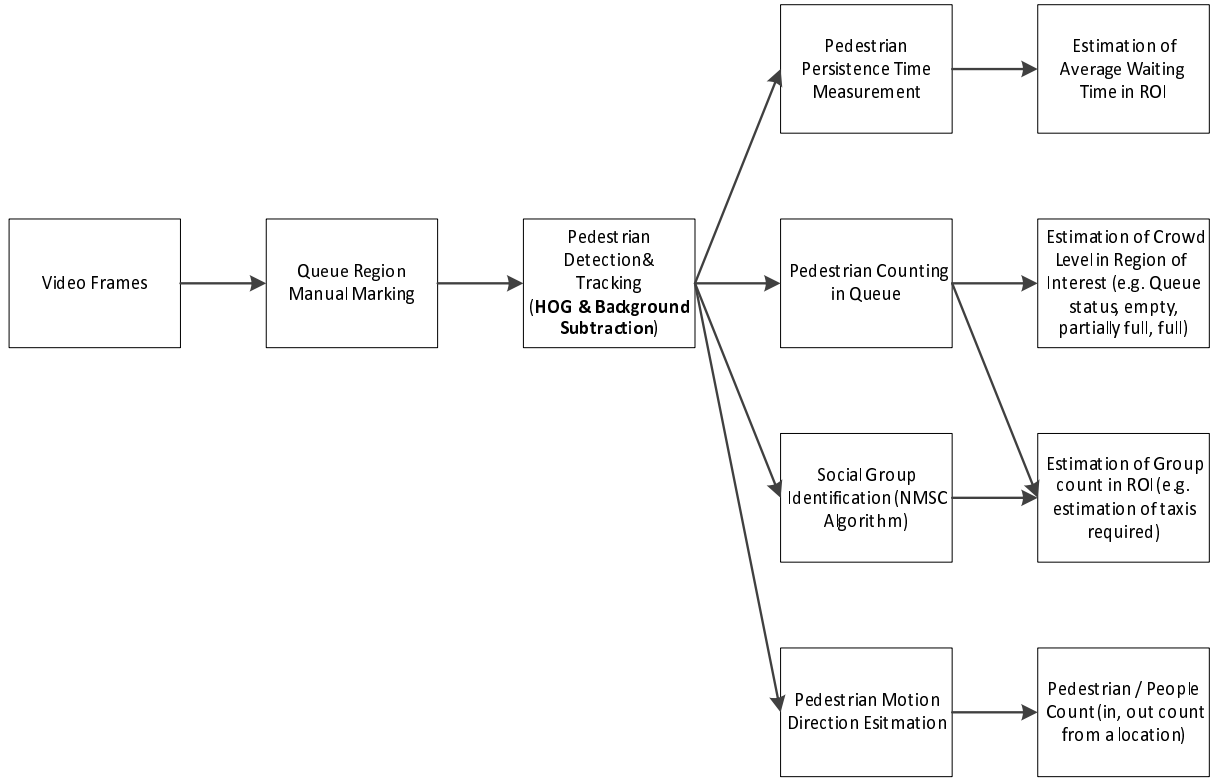 Pedestrian
Persistence Time
Measurement
Estimation of
Average Waiting
Time in ROI
Video Frames
Queue Region
Manual Marking
Pedestrian
Detection&
Tracking
(HOG & Background
Subtraction)
Pedestrian Counting
in Queue
Estimation of Crowd
Level in Region of
Interest (e.g. Queue
status, empty,
partially full, full)
Social Group
Identification (NMSC
Algorithm)
Estimation of Group
count in ROI (e.g.
estimation of taxis
required)
Pedestrian Motion
Direction Esitmation
Pedestrian / People
Count (in, out count
from a location)